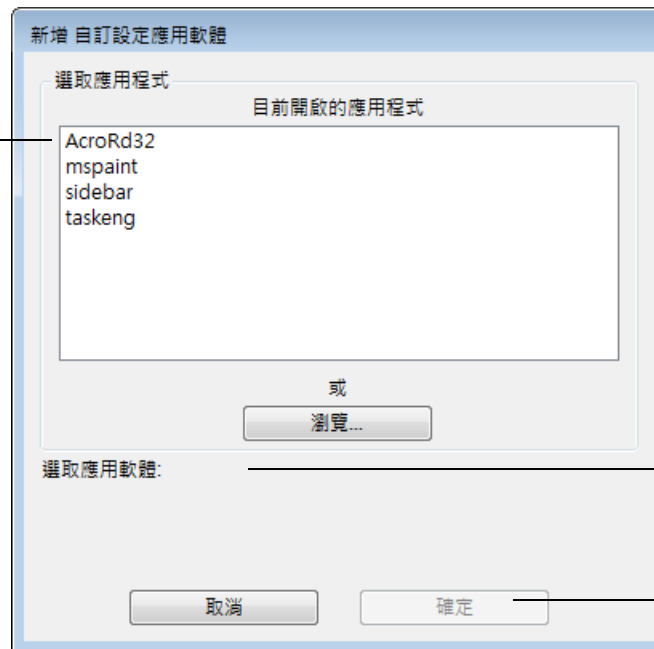 新增 自訂設定應用軟體
選取應用程式
目前開啟的應用程式
AcroRd32
mspaint
sidebar
taskeng
或
瀏覽...
選取應用軟體:
取消
確定